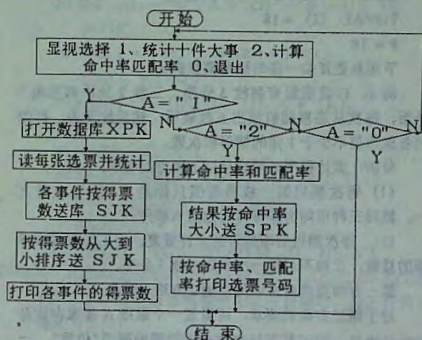 开始
显视选择 1、统计十件大事 2、计算
命中率匹配率 0、退出
Y
A="1"
N
A="2"
N
A="0"
Y
Y
打开数据库XPK
读每张选票并统计
各事件按得票
数送库 SJK
按得票数从大到
小排序送 SJK
打印各事件的得票数
计算命中率和匹配率
结果按命中率
大小送 SPK
按命中率、匹配
率打印选票号码
结束